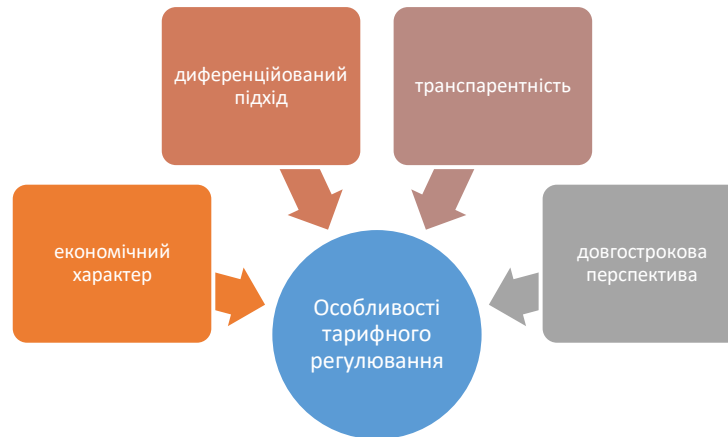 диференційований
підхід
транспарентність
економічний
характер
довгострокова
перспектива
Особливості
тарифного
регулювання